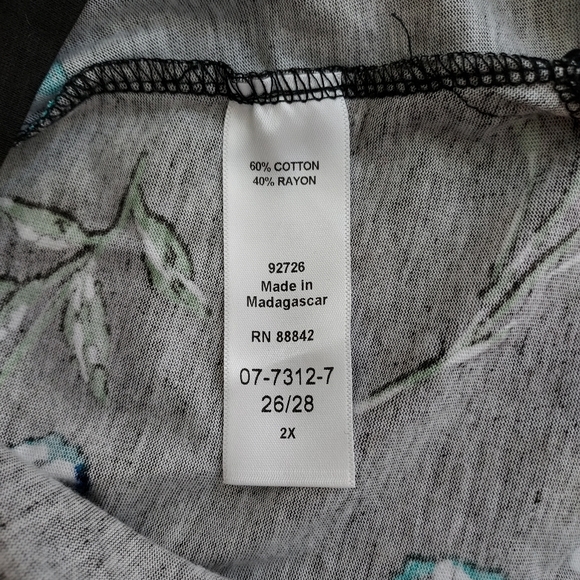 60% COTTON
40% RAYON
92726
Made in
Madagascar
RN 88842
07-7312-7
26/28
2X